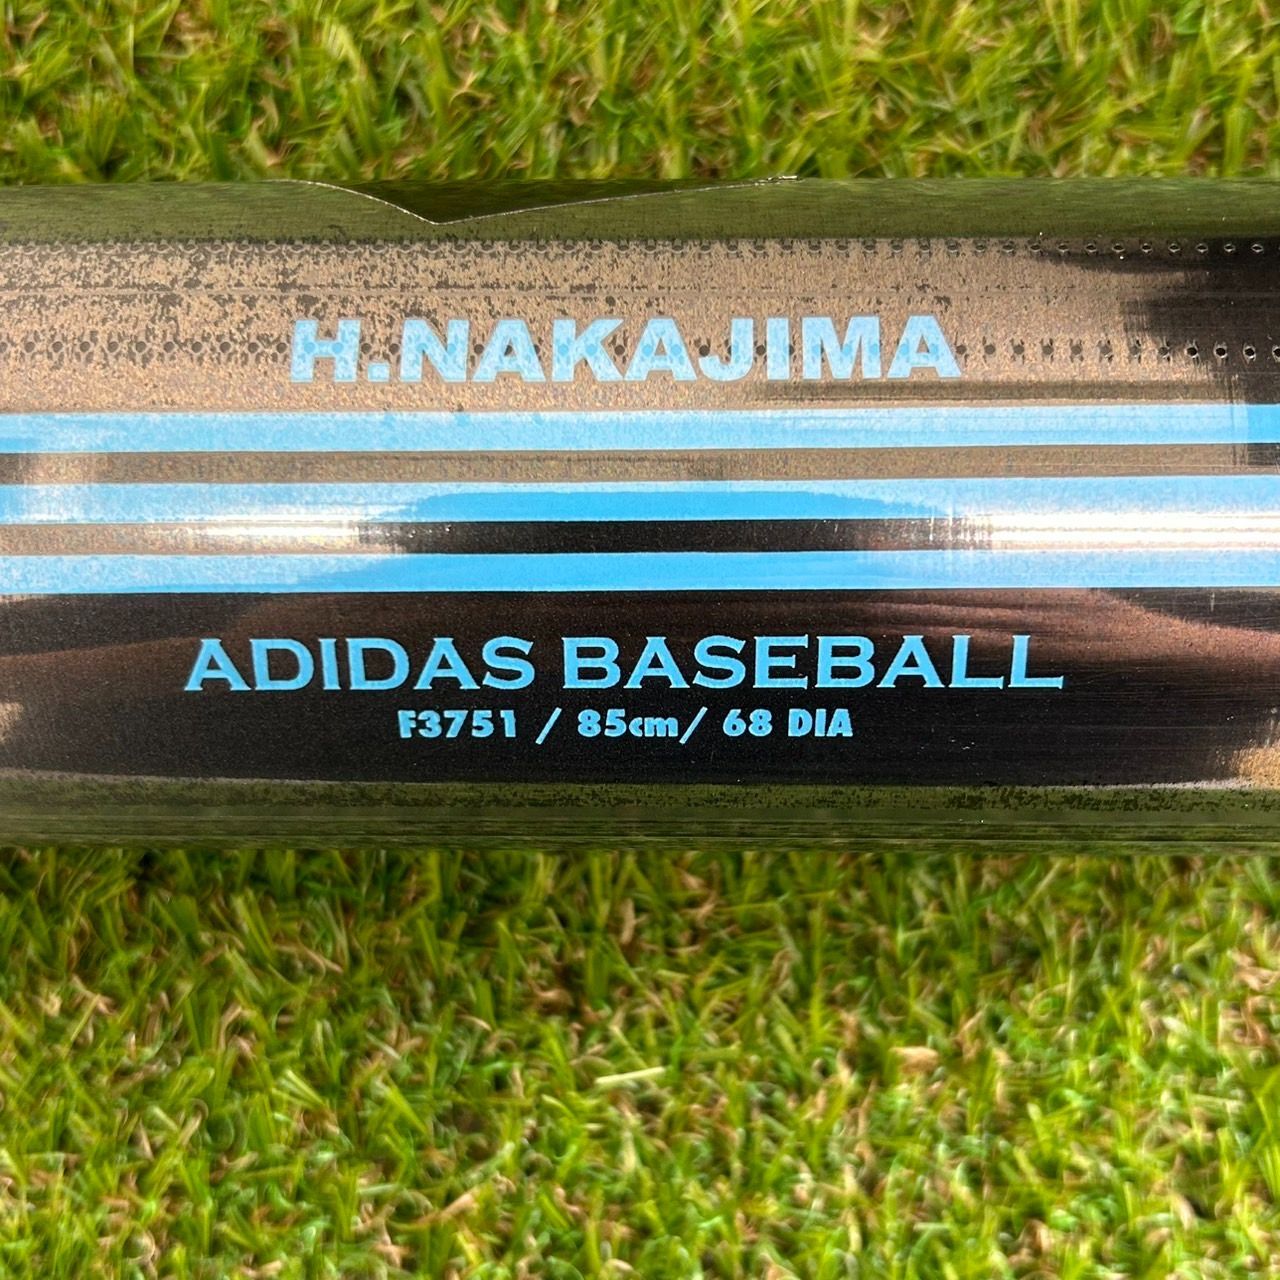 H.NAKAJIMA
ADIDAS BASEBALL
F3751 / 85cm/ 68 DIA